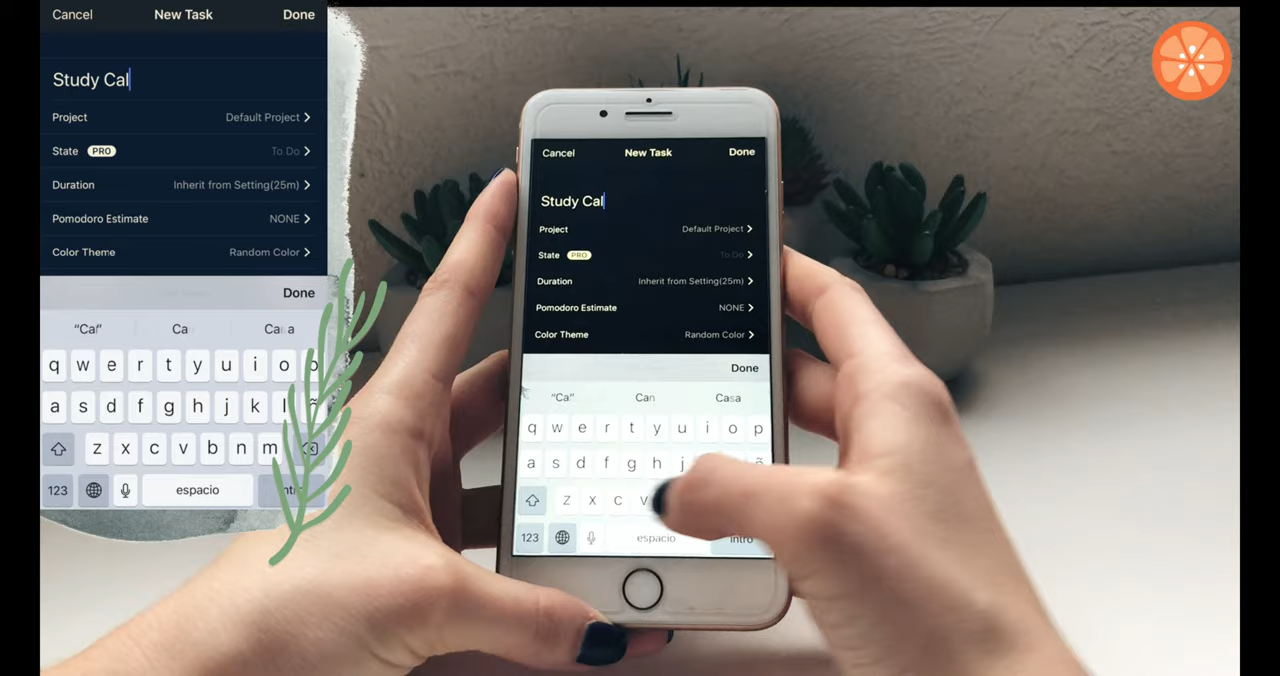 Cancel New Task Done
Study Cal
Project Default Project
State PRO To Do
Duration Inherit from Setting(25m)
Pomodoro Estimate NONE
Color Theme Random Color
Done
"Ca"
q w e r t y u i o p
a s d f g h j k l ñ
z x c v b n m
123 espacio intro
Cancel New Task Done
Study Cal
Project Default Project
State PRO To Do
Duration Inherit from Setting(25m)
Pomodoro Estimate NONE
Color Theme Random Color
Done
"Ca" Can Casa
q w e r t y u i o p
a s d f g h j ñ
z x c v
123 espacio intro